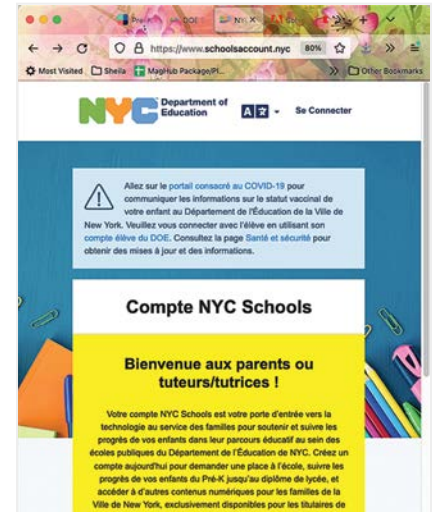 Pre-K
DOE
NY
https://www.schoolsaccount.nyc
80%
Most Visited
Sheila
MagHub Package/Pl...
Other Bookmarks
NYC Department of
Education
A
Se Connecter
Allez sur le portail consacré au COVID-19 pour
communiquer les informations sur le statut vaccinal de
votre enfant au Département de l'Éducation de la Ville de
New York. Veuillez vous connecter avec l'élève en utilisant son
compte élève du DOE. Consultez la page Santé et sécurité pour
obtenir des mises à jour et des informations.
Compte NYC Schools
Bienvenue aux parents ou
tuteurs/tutrices !
Votre compte NYC Schools est votre porte d'entrée vers la
technologie au service des familles pour soutenir et suivre les
progrès de vos enfants dans leur parcours éducatif au sein des
écoles publiques du Département de l'Éducation de NYC. Créez un
compte aujourd'hui pour demander une place à l'école, suivre les
progrès de vos enfants du Pré-K jusqu'au diplôme de lycée, et
accéder à d'autres contenus numériques pour les familles de la
Ville de New York, exclusivement disponibles pour les titulaires de